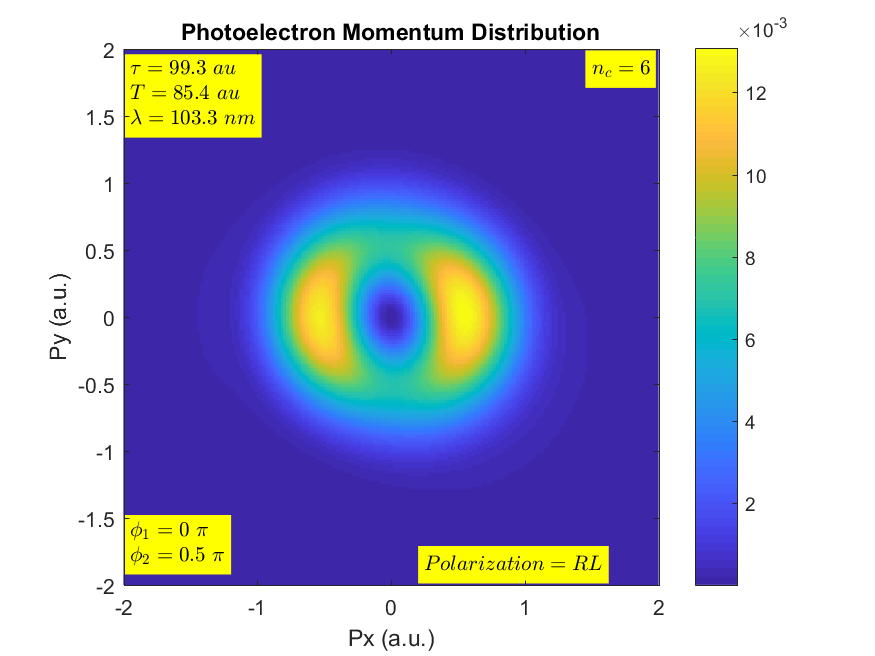 Photoelectron Momentum Distribution
×10⁻³
τ = 99.3 au
T = 85.4 au
λ = 103.3 nm
n_c = 6
2
1.5
1
0.5
0
-0.5
-1
-1.5
-2
Py (a.u.)
12
10
8
6
4
2
ϕ₁ = 0 π
ϕ₂ = 0.5 π
Polarization = RL
-2
-1
0
1
2
Px (a.u.)